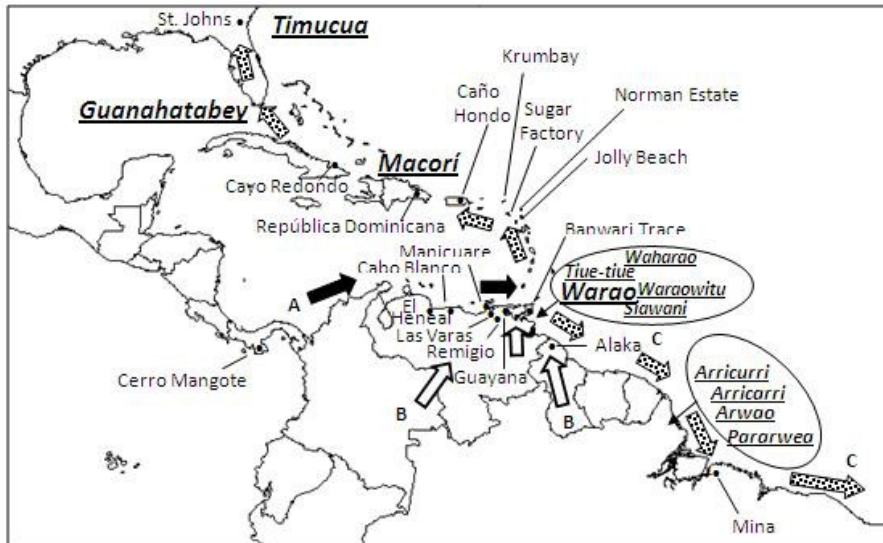 St. Johns
Timucua
Krumbay
Caño
Hondo
Norman Estate
Sugar
Factory
Guanahatabey
Jolly Beach
Macorí
Cayo Redondo
República Dominicana
Banwari Trace
Manicuare
Waharao
Cabo Blanco
Tiue-tiue
A
Warao
Waraowitu
Siawani
El
Heneal
Las Varas
C
Remigio
Alaka
Cerro Mangote
Guayana
Arricurri
Arricarri
Arwao
B
B
Pararwea
C
Mina